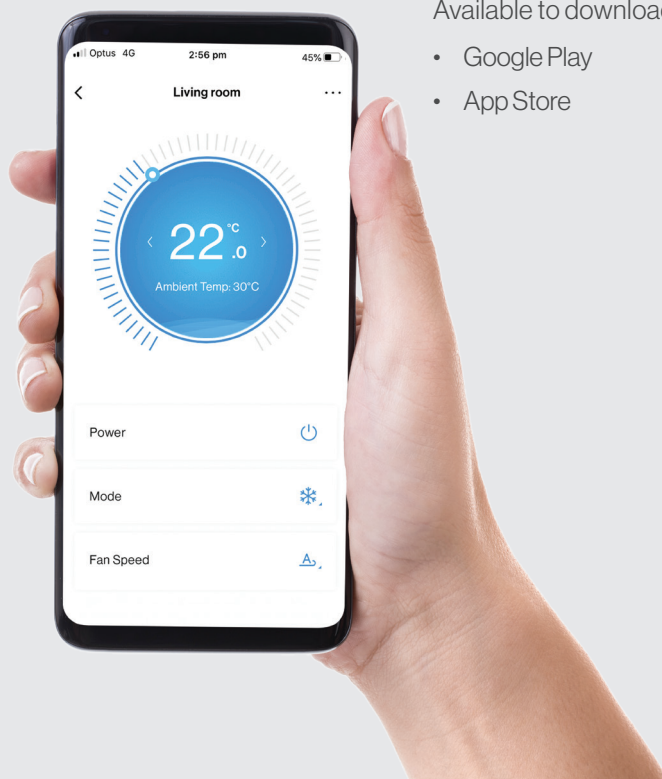 Available to download
• Google Play
• App Store
Optus 4G 2:56 pm 45%
Living room
22.0 °C
Ambient Temp: 30°C
Power
Mode
Fan Speed
A